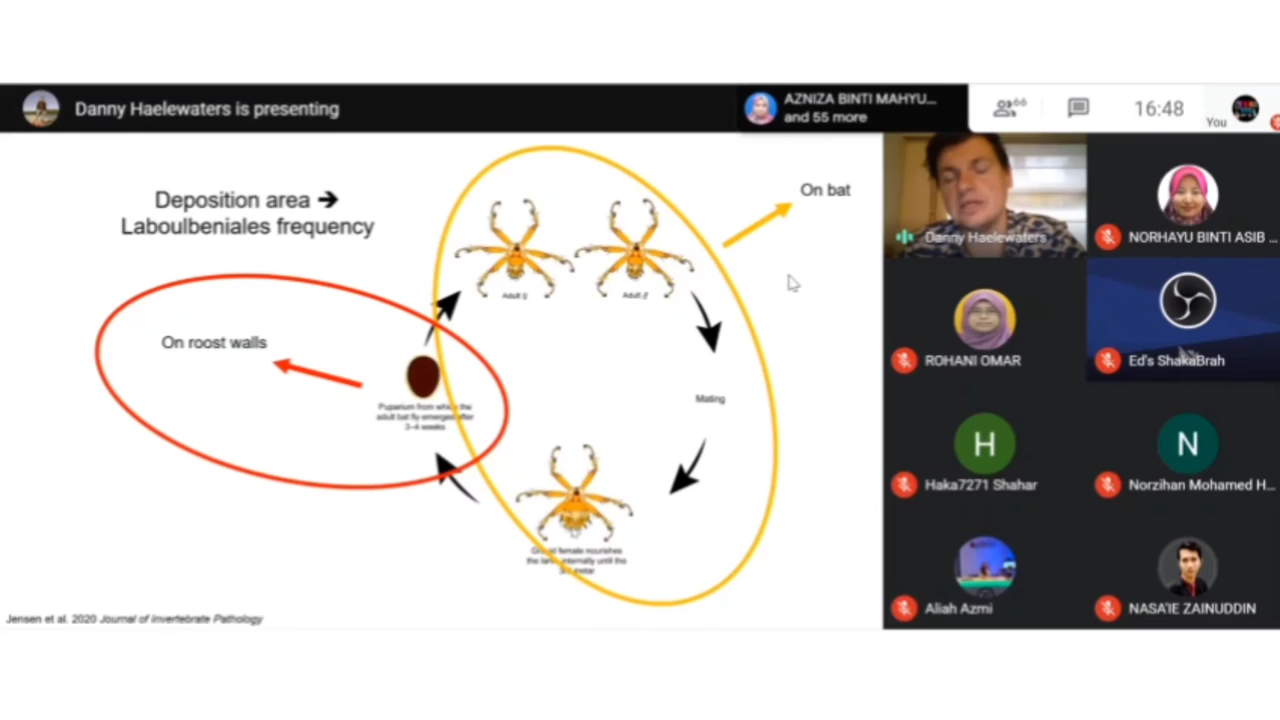 Danny Haelewaters is presenting
AZNIZA BINTI MAHYU...
and 55 more
66
16:48
You
Deposition area ➔
Laboulbeniales frequency
On bat
On roost walls
Adult ♀
Adult ♂
Puparium from which the
adult bat fly emerges after
3-4 weeks
Mating
Gravid female nourishes
the larva internally until the
3rd instar
Jensen et al. 2020 Journal of Invertebrate Pathology
Danny Haelewaters
NORHAYU BINTI ASIB ...
ROHANI OMAR
Ed's ShakaBrah
H
Haka7271 Shahar
N
Norzihan Mohamed H...
Aliah Azmi
NASA'IE ZAINUDDIN